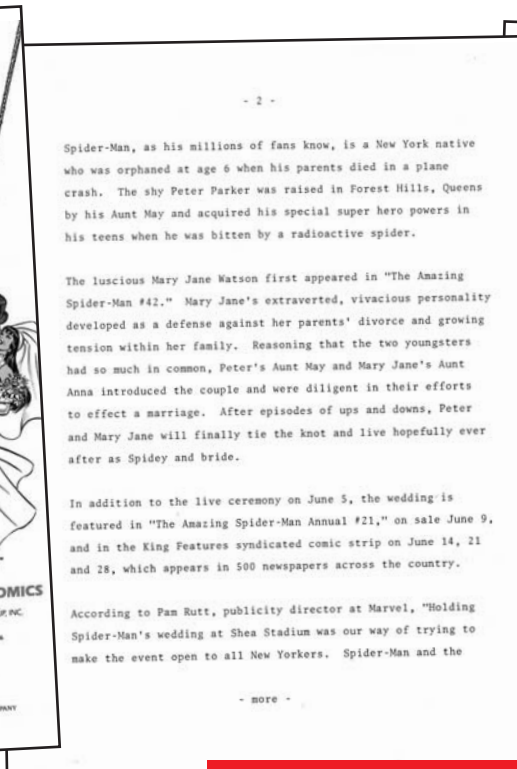 - 2 -
Spider-Man, as his millions of fans know, is a New York native
who was orphaned at age 6 when his parents died in a plane
crash. The shy Peter Parker was raised in Forest Hills, Queens
by his Aunt May and acquired his special super hero powers in
his teens when he was bitten by a radioactive spider.
The luscious Mary Jane Watson first appeared in "The Amazing
Spider-Man #42." Mary Jane's extraverted, vivacious personality
developed as a defense against her parents' divorce and growing
tension within her family. Reasoning that the two youngsters
had so much in common, Peter's Aunt May and Mary Jane's Aunt
Anna introduced the couple and were diligent in their efforts
to effect a marriage. After episodes of ups and downs, Peter
and Mary Jane will finally tie the knot and live hopefully ever
after as Spidey and bride.
In addition to the live ceremony on June 5, the wedding is
featured in "The Amazing Spider-Man Annual #21," on sale June 9,
and in the King Features syndicated comic strip on June 14, 21
and 28, which appears in 500 newspapers across the country.
According to Pam Rutt, publicity director at Marvel, "Holding
Spider-Man's wedding at Shea Stadium was our way of trying to
make the event open to all New Yorkers. Spider-Man and the
- more -
OMICS
P, INC.
PANY